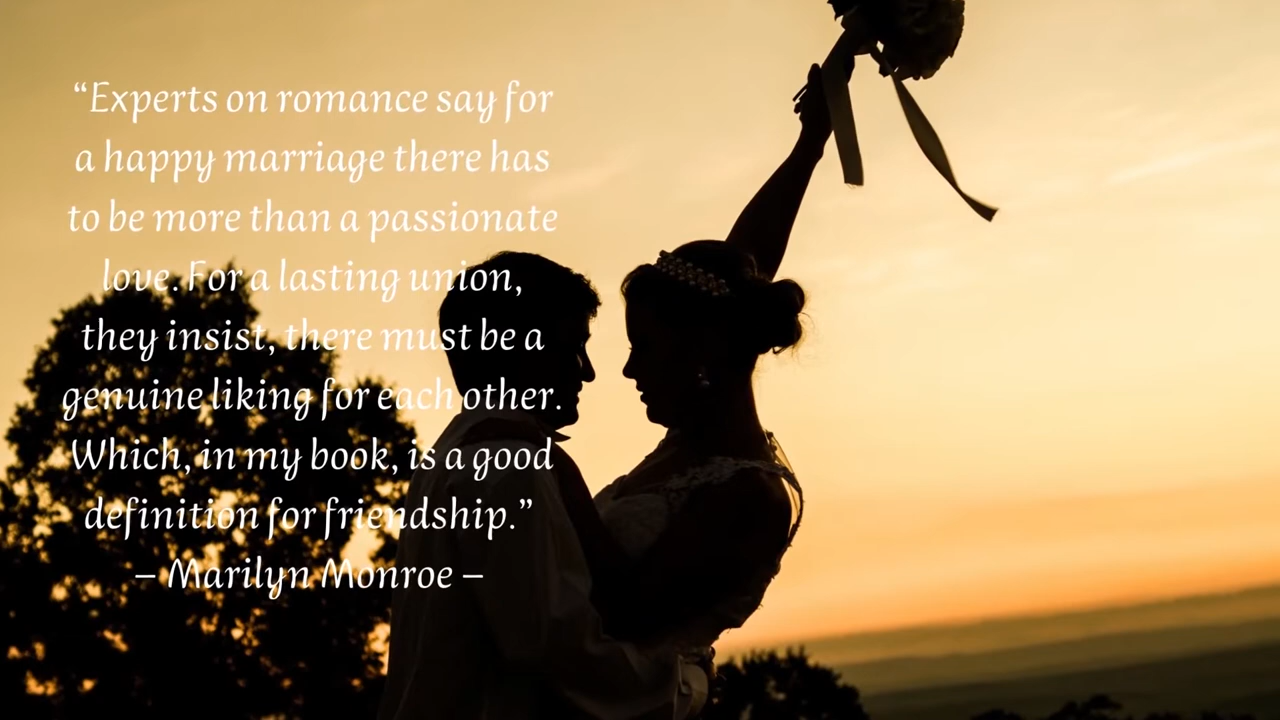 “Experts on romance say for
a happy marriage there has
to be more than a passionate
love. For a lasting union,
they insist, there must be a
genuine liking for each other.
Which, in my book, is a good
definition for friendship.”
– Marilyn Monroe –